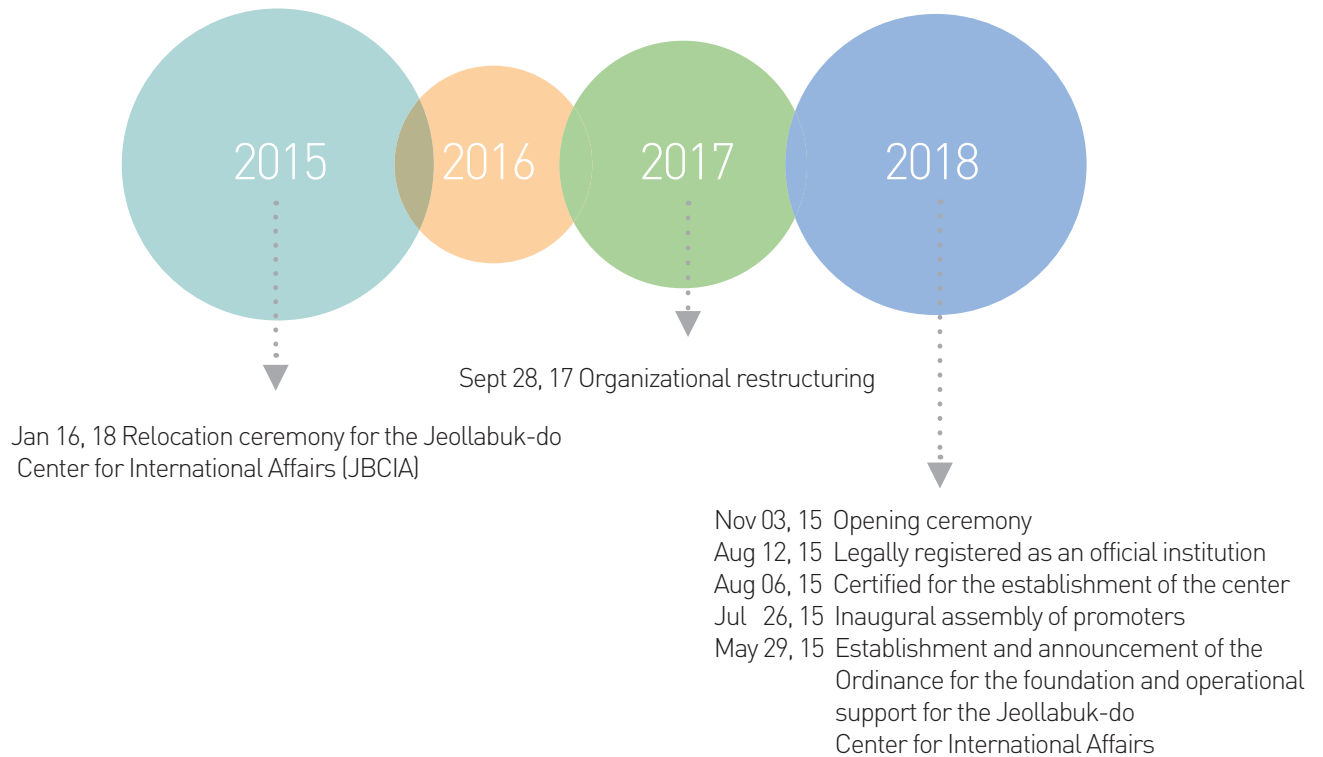 2015
2016
2017
2018
Sept 28, 17 Organizational restructuring
Jan 16, 18 Relocation ceremony for the Jeollabuk-do
Center for International Affairs (JBCIA)
Nov 03, 15 Opening ceremony
Aug 12, 15 Legally registered as an official institution
Aug 06, 15 Certified for the establishment of the center
Jul 26, 15 Inaugural assembly of promoters
May 29, 15 Establishment and announcement of the
Ordinance for the foundation and operational
support for the Jeollabuk-do
Center for International Affairs